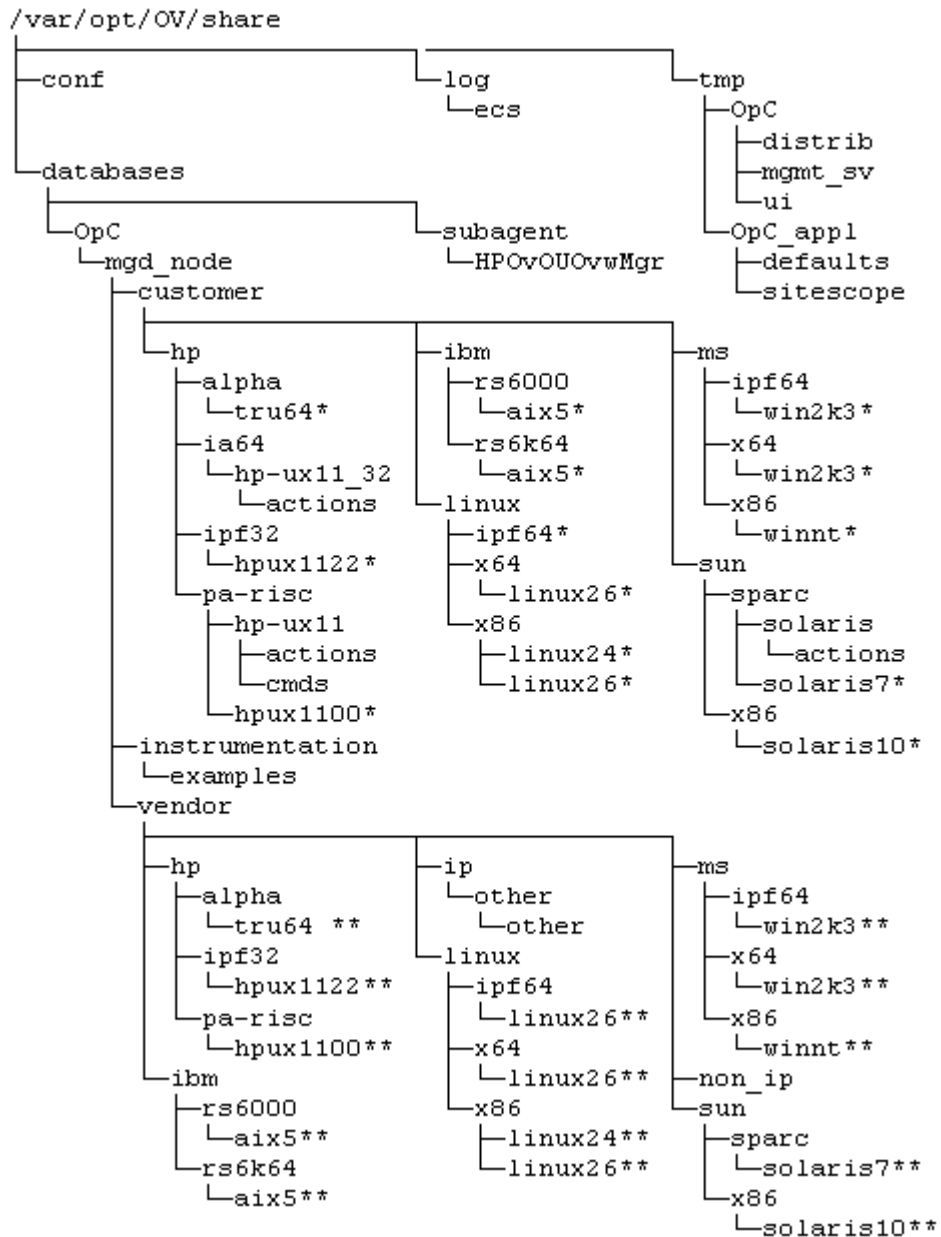 /var/opt/OV/share
conf log tmp
ecs OpC
distrib
databases mgmt_sv
ui
OpC subagent OpC_appl
mgd_node HPOvOUOvwMgr defaults
customer sitescope
hp ibm ms
alpha rs6000 ipf64
tru64* aix5* win2k3*
ia64 rs6k64 x64
hp-ux11_32 aix5* win2k3*
actions linux x86
ipf32 ipf64* winnt*
hpux1122* x64 sun
pa-risc linux26* sparc
hp-ux11 x86 solaris
actions linux24* actions
cmds linux26* solaris7*
hpux1100* x86
instrumentation solaris10*
examples
vendor
hp ip ms
alpha other ipf64
tru64 ** other win2k3**
ipf32 linux x64
hpux1122** ipf64 win2k3**
pa-risc linux26** x86
hpux1100** x64 winnt**
ibm linux26** non_ip
rs6000 x86 sun
aix5** linux24** sparc
rs6k64 linux26** solaris7**
aix5** x86
solaris10**